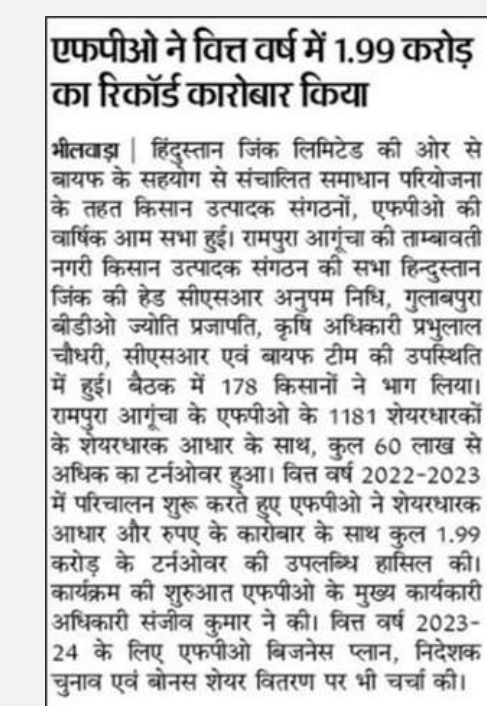 एफपीओ ने वित्त वर्ष में 1.99 करोड़
का रिकॉर्ड कारोबार किया
भीलवाड़ा | हिंदुस्तान जिंक लिमिटेड की ओर से
बायफ के सहयोग से संचालित समाधान परियोजना
के तहत किसान उत्पादक संगठनों, एफपीओ की
वार्षिक आम सभा हुई। रामपुरा आगूंचा की ताम्बावती
नगरी किसान उत्पादक संगठन की सभा हिन्दुस्तान
जिंक की हेड सीएसआर अनुपम निधि, गुलाबपुरा
बीडीओ ज्योति प्रजापति, कृषि अधिकारी प्रभुलाल
चौधरी, सीएसआर एवं बायफ टीम की उपस्थिति
में हुई। बैठक में 178 किसानों ने भाग लिया।
रामपुरा आगूंचा के एफपीओ के 1181 शेयरधारकों
के शेयरधारक आधार के साथ, कुल 60 लाख से
अधिक का टर्नओवर हुआ। वित्त वर्ष 2022-2023
में परिचालन शुरू करते हुए एफपीओ ने शेयरधारक
आधार और रुपए के कारोबार के साथ कुल 1.99
करोड़ के टर्नओवर की उपलब्धि हासिल की।
कार्यक्रम की शुरुआत एफपीओ के मुख्य कार्यकारी
अधिकारी संजीव कुमार ने की। वित्त वर्ष 2023-
24 के लिए एफपीओ बिजनेस प्लान, निदेशक
चुनाव एवं बोनस शेयर वितरण पर भी चर्चा की।